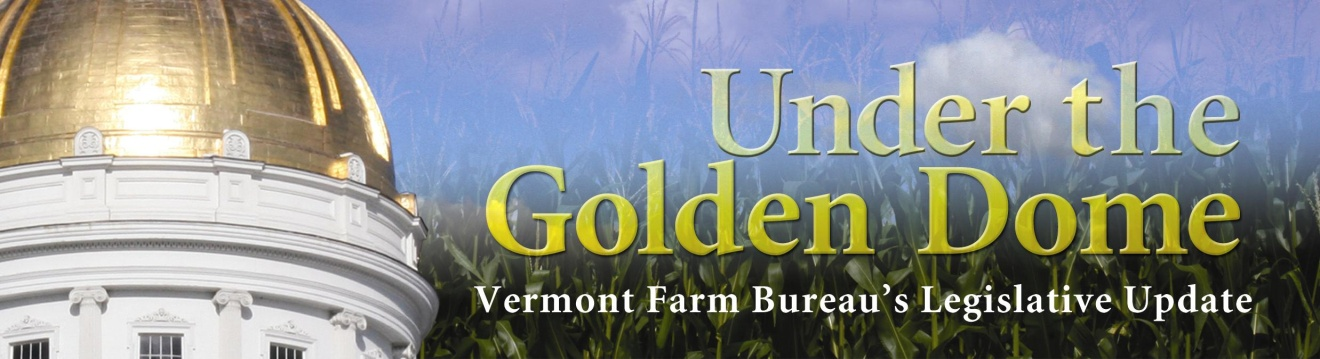 Under the
Golden Dome
Vermont Farm Bureau’s Legislative Update